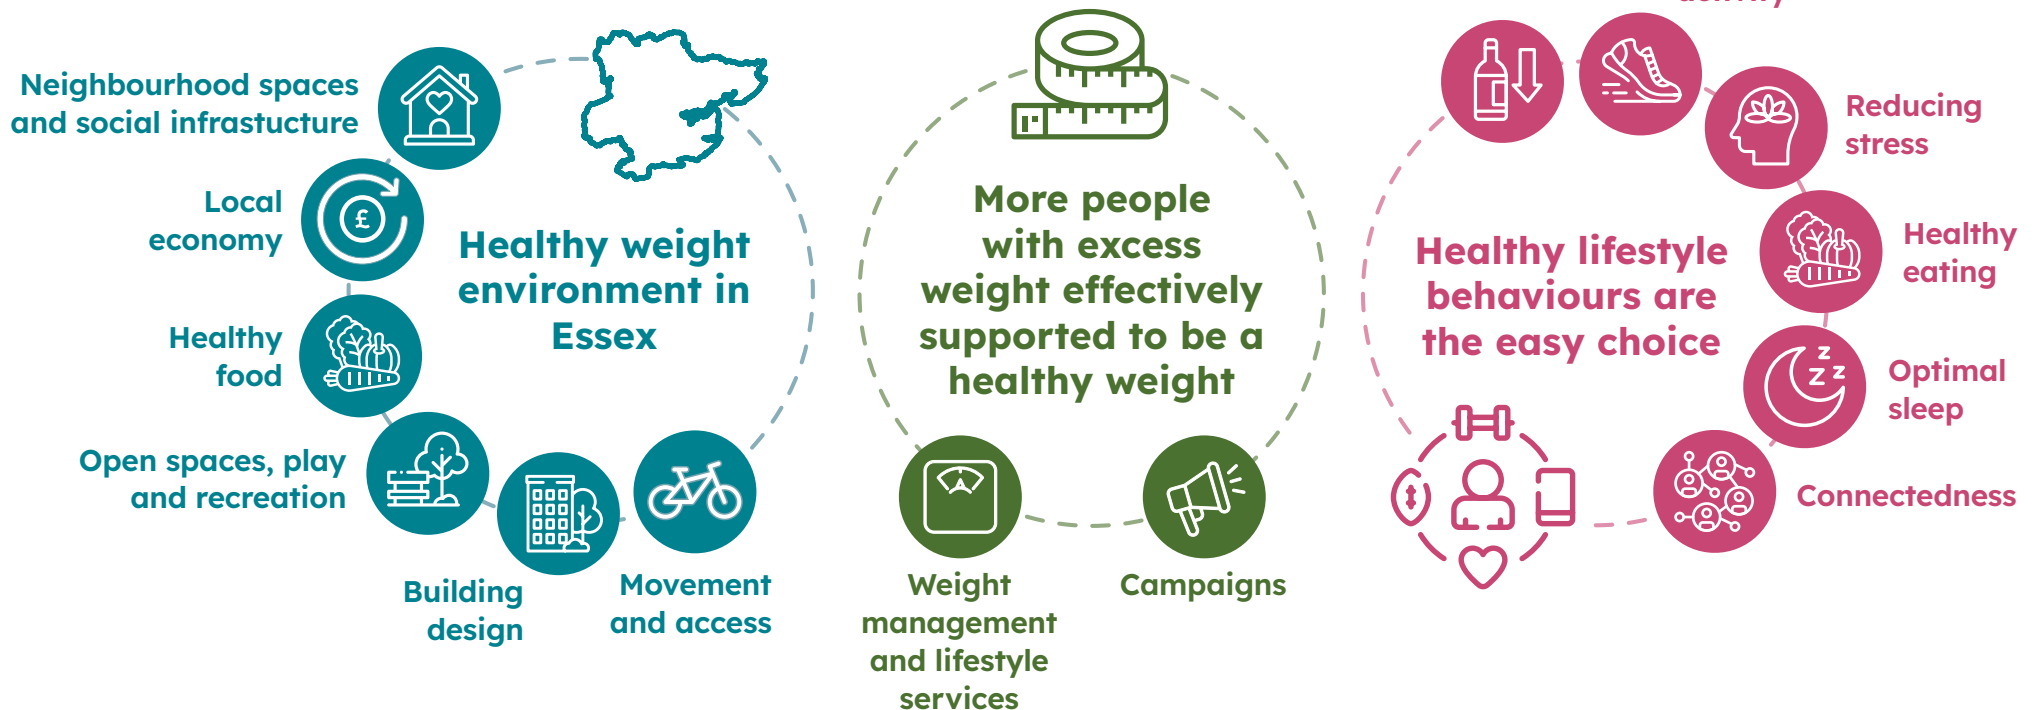 Neighbourhood spaces
and social infrastucture
Local
economy
Healthy
food
Open spaces, play
and recreation
Building
design
Movement
and access
Healthy weight
environment in
Essex
£
More people
with excess
weight effectively
supported to be a
healthy weight
Weight
management
and lifestyle
services
Campaigns
Healthy lifestyle
behaviours are
the easy choice
Reducing
stress
Healthy
eating
Optimal
sleep
z
z z
Connectedness